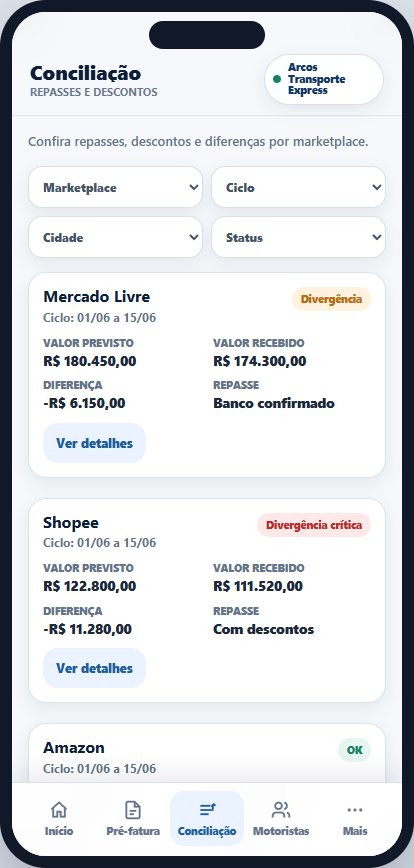 Conciliação
REPASSES E DESCONTOS
Arcos
Transporte
Express
Confira repasses, descontos e diferenças por marketplace.
Marketplace
Ciclo
Cidade
Status
Mercado Livre
Divergência
Ciclo: 01/06 a 15/06
VALOR PREVISTO
VALOR RECEBIDO
R$ 180.450,00
R$ 174.300,00
DIFERENÇA
REPASSE
-R$ 6.150,00
Banco confirmado
Ver detalhes
Shopee
Divergência crítica
Ciclo: 01/06 a 15/06
VALOR PREVISTO
VALOR RECEBIDO
R$ 122.800,00
R$ 111.520,00
DIFERENÇA
REPASSE
-R$ 11.280,00
Com descontos
Ver detalhes
Amazon
OK
Ciclo: 01/06 a 15/06
Início
Pré-fatura
Conciliação
Motoristas
Mais